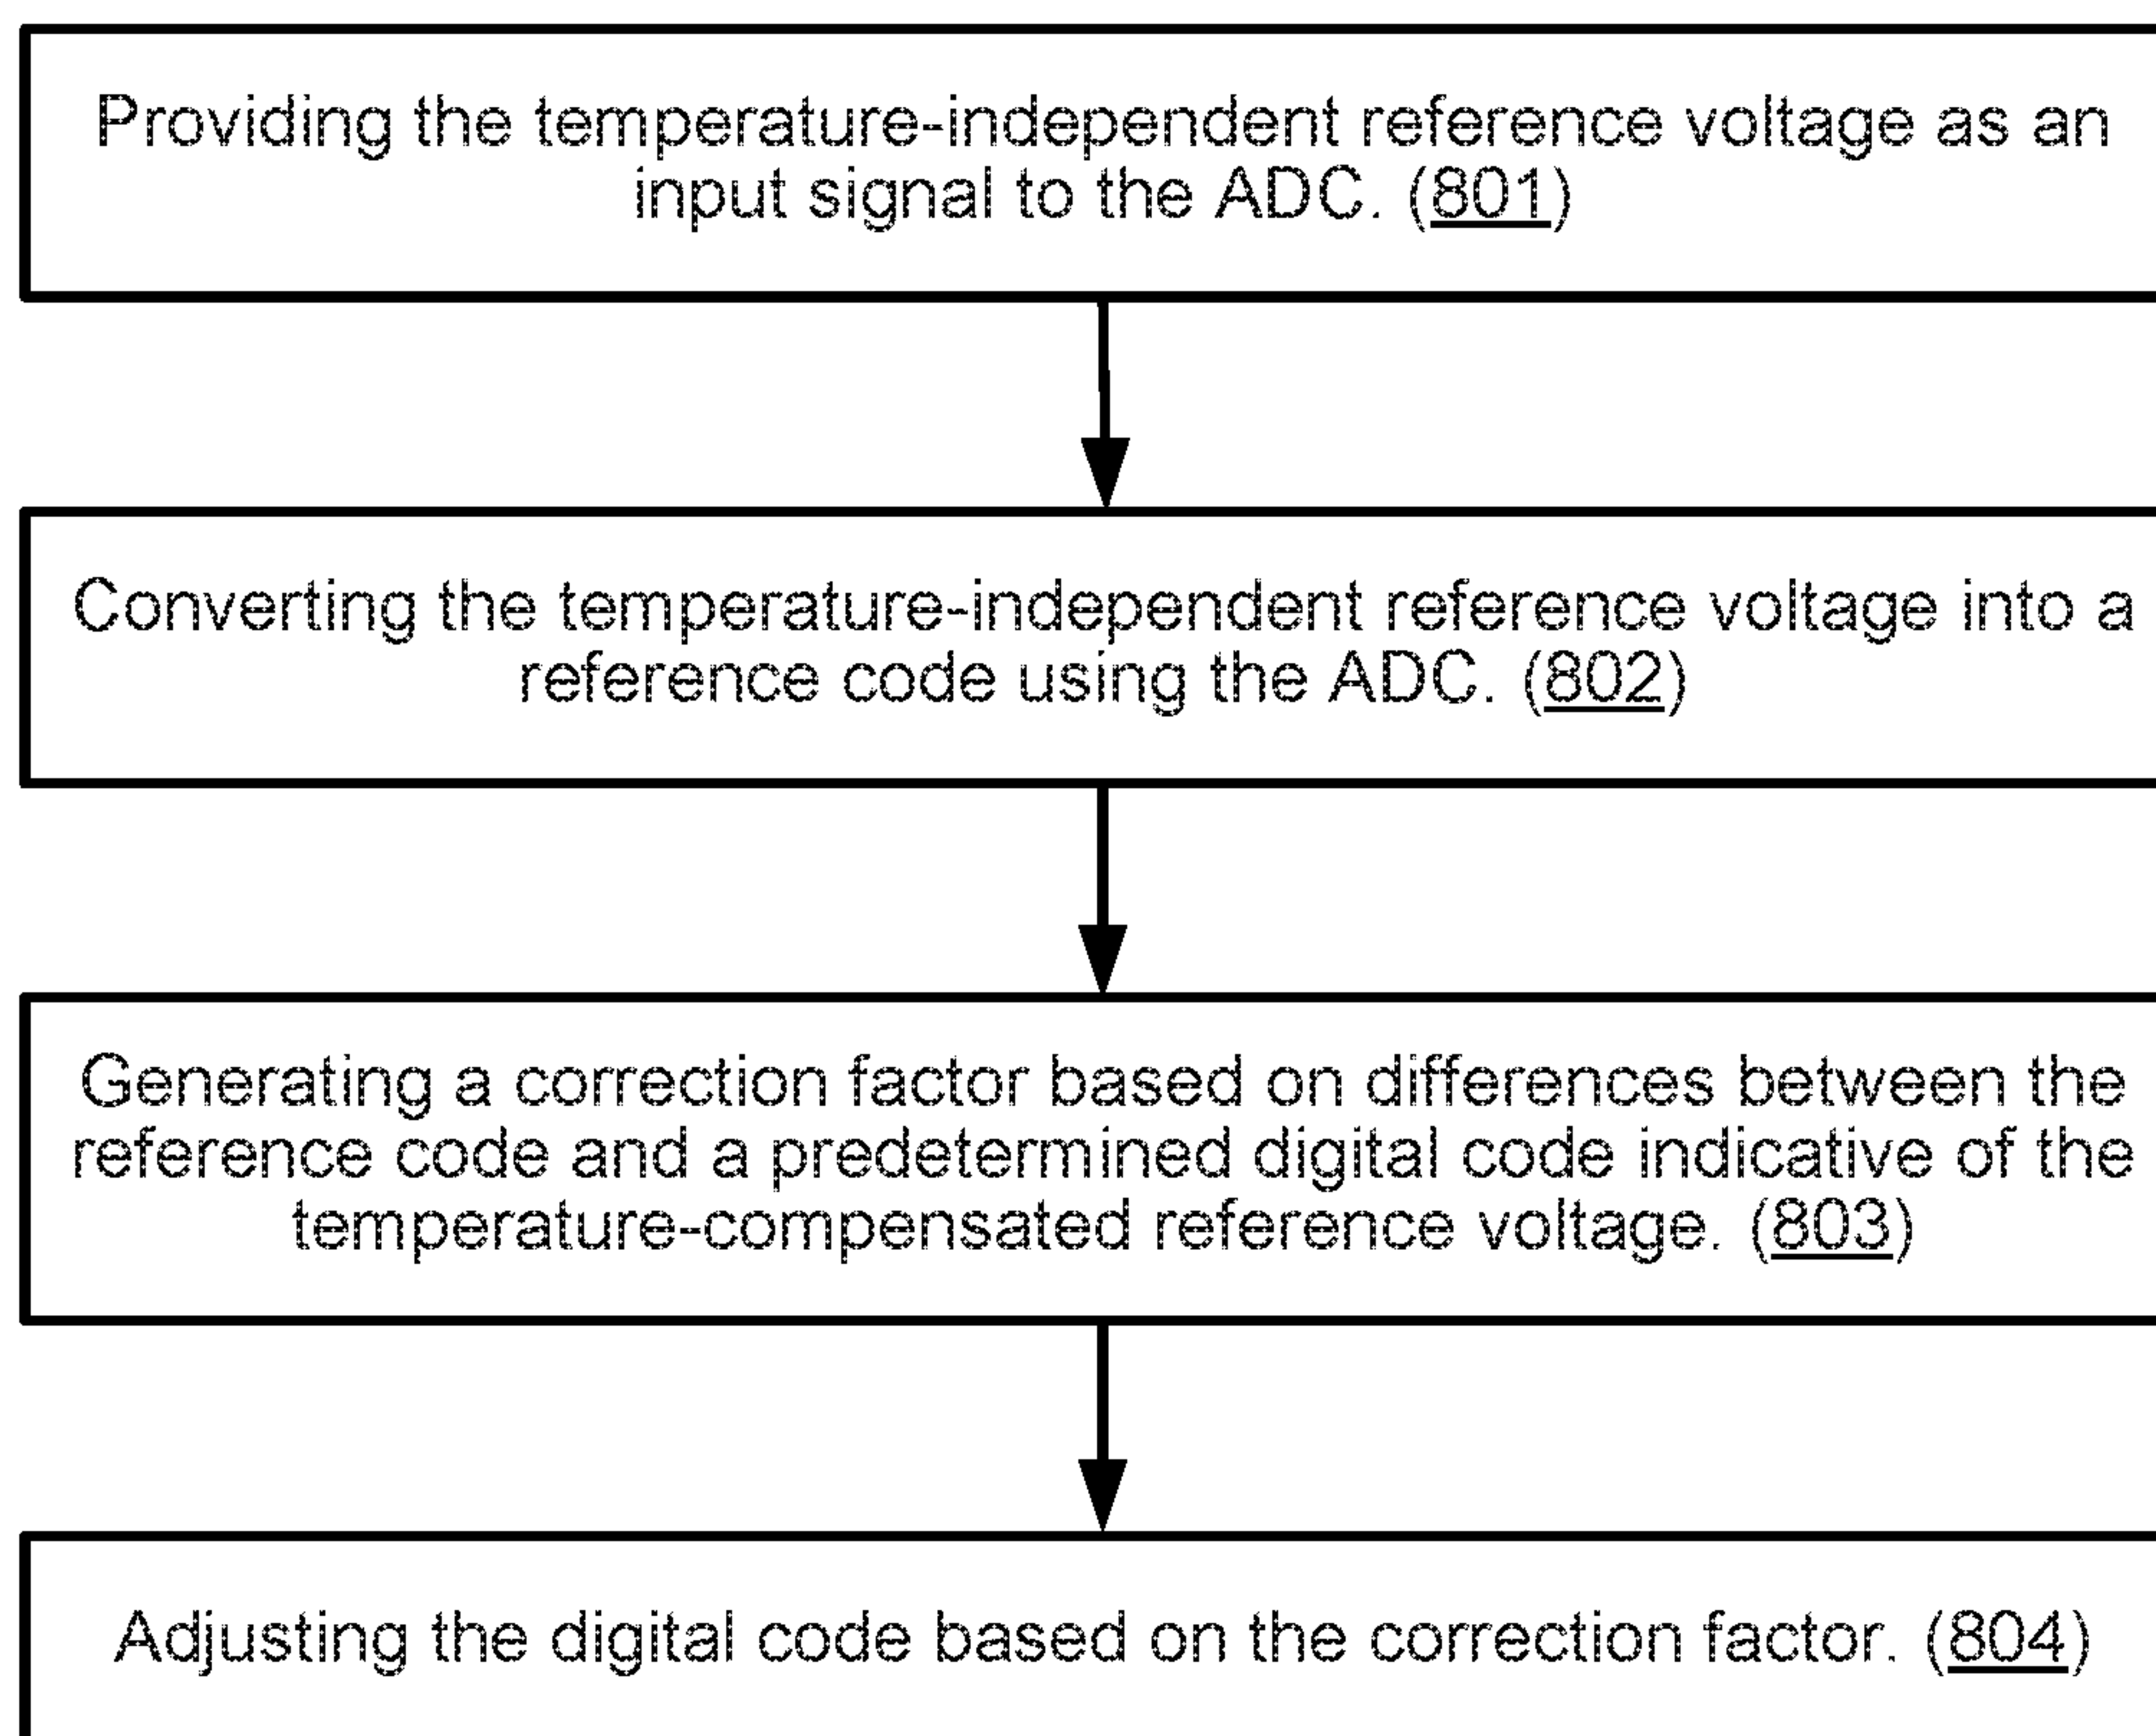 Providing the temperature-independent reference voltage as an
input signal to the ADC. (801)
Converting the temperature-independent reference voltage into a
reference code using the ADC. (802)
Generating a correction factor based on differences between the
reference code and a predetermined digital code indicative of the
temperature-compensated reference voltage. (803)
Adjusting the digital code based on the correction factor. (804)